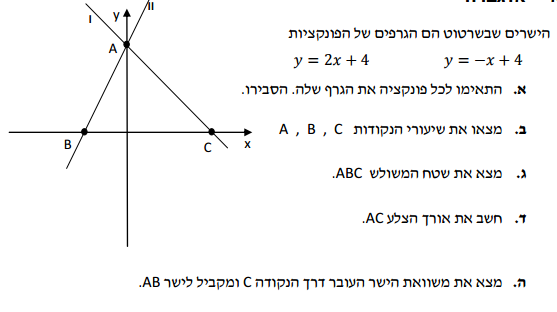 הישרים שבשרטוט הם הגרפים של הפונקציות
y = 2x + 4    y = −x + 4
א. התאימו לכל פונקציה את הגרף שלה. הסבירו.
ב. מצאו את שיעורי הנקודות A , B , C
ג. מצא את שטח המשולש ABC.
ד. חשב את אורך הצלע AC.
ה. מצא את משוואת הישר העובר דרך הנקודה C ומקביל לישר AB.
I y II
A
B C x